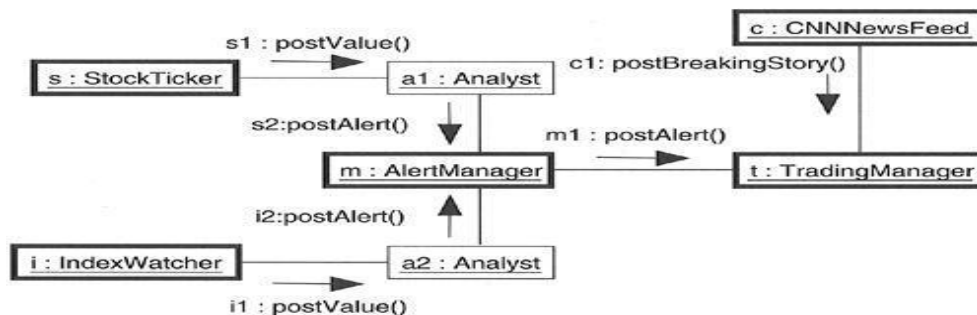 c : CNNNewsFeed
s1 : postValue()
s : StockTicker
a1 : Analyst
c1: postBreakingStory()
s2:postAlert()
m1 : postAlert()
m : AlertManager
t : TradingManager
i2:postAlert()
i : IndexWatcher
a2 : Analyst
i1 : postValue()